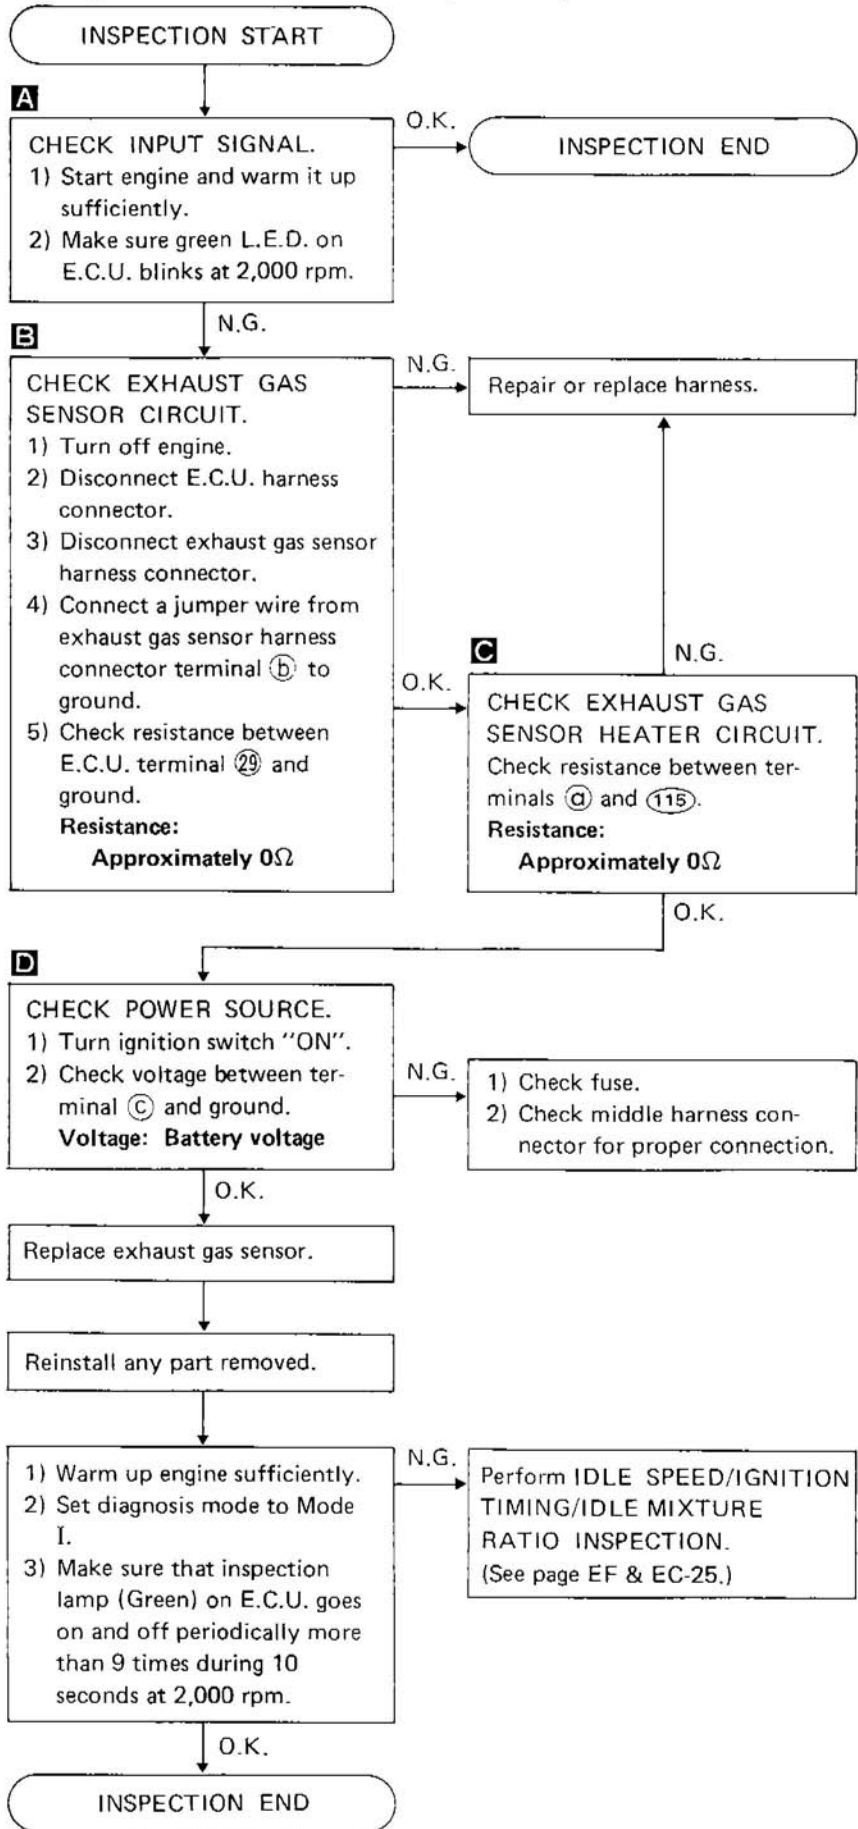 INSPECTION START
A
CHECK INPUT SIGNAL.
1) Start engine and warm it up
sufficiently.
2) Make sure green L.E.D. on
E.C.U. blinks at 2,000 rpm.
O.K.
INSPECTION END
N.G.
B
CHECK EXHAUST GAS
SENSOR CIRCUIT.
1) Turn off engine.
2) Disconnect E.C.U. harness
connector.
3) Disconnect exhaust gas sensor
harness connector.
4) Connect a jumper wire from
exhaust gas sensor harness
connector terminal ⓑ to
ground.
5) Check resistance between
E.C.U. terminal ㉙ and
ground.
Resistance:
Approximately 0Ω
N.G.
Repair or replace harness.
O.K.
C
N.G.
CHECK EXHAUST GAS
SENSOR HEATER CIRCUIT.
Check resistance between ter-
minals ⓐ and (115).
Resistance:
Approximately 0Ω
O.K.
D
CHECK POWER SOURCE.
1) Turn ignition switch "ON".
2) Check voltage between ter-
minal ⓒ and ground.
Voltage: Battery voltage
N.G.
1) Check fuse.
2) Check middle harness con-
nector for proper connection.
O.K.
Replace exhaust gas sensor.
Reinstall any part removed.
1) Warm up engine sufficiently.
2) Set diagnosis mode to Mode
I.
3) Make sure that inspection
lamp (Green) on E.C.U. goes
on and off periodically more
than 9 times during 10
seconds at 2,000 rpm.
N.G.
Perform IDLE SPEED/IGNITION
TIMING/IDLE MIXTURE
RATIO INSPECTION.
(See page EF & EC-25.)
O.K.
INSPECTION END